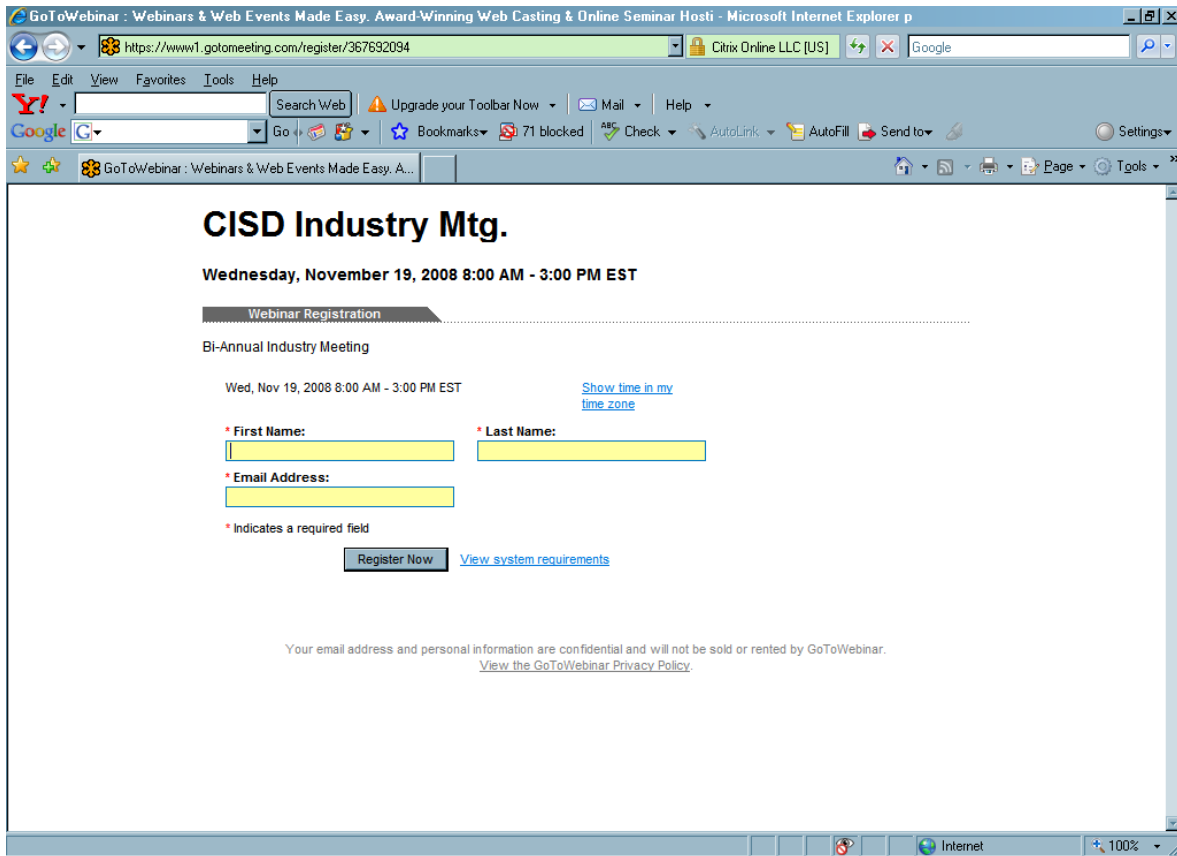 GoToWebinar : Webinars & Web Events Made Easy. Award-Winning Web Casting & Online Seminar Hosti - Microsoft Internet Explorer p
https://www1.gotomeeting.com/register/367692094 Citrix Online LLC [US] Google
File Edit View Favorites Tools Help
Y! Search Web Upgrade your Toolbar Now Mail Help
Google G Go Bookmarks 71 blocked ABC Check AutoLink AutoFill Send to Settings
GoToWebinar : Webinars & Web Events Made Easy. A... Page Tools »
CISD Industry Mtg.
Wednesday, November 19, 2008 8:00 AM - 3:00 PM EST
Webinar Registration
Bi-Annual Industry Meeting
Wed, Nov 19, 2008 8:00 AM - 3:00 PM EST Show time in my
time zone
* First Name: * Last Name:
* Email Address:
* Indicates a required field
Register Now View system requirements
Your email address and personal information are confidential and will not be sold or rented by GoToWebinar.
View the GoToWebinar Privacy Policy.
Internet 100%